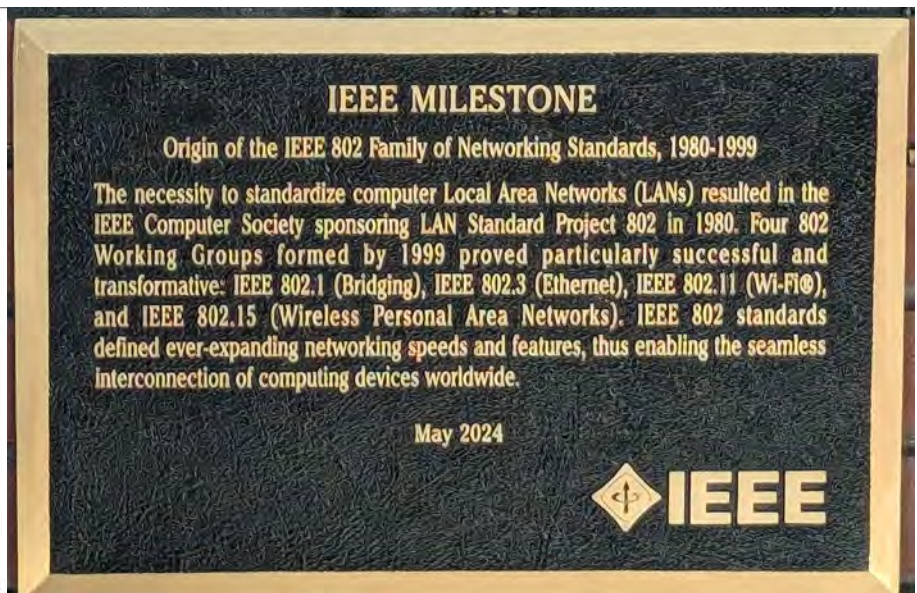 IEEE MILESTONE
Origin of the IEEE 802 Family of Networking Standards, 1980-1999
The necessity to standardize computer Local Area Networks (LANs) resulted in the
IEEE Computer Society sponsoring LAN Standard Project 802 in 1980. Four 802
Working Groups formed by 1999 proved particularly successful and
transformative: IEEE 802.1 (Bridging), IEEE 802.3 (Ethernet), IEEE 802.11 (Wi-Fi®),
and IEEE 802.15 (Wireless Personal Area Networks). IEEE 802 standards
defined ever-expanding networking speeds and features, thus enabling the seamless
interconnection of computing devices worldwide.
May 2024
IEEE